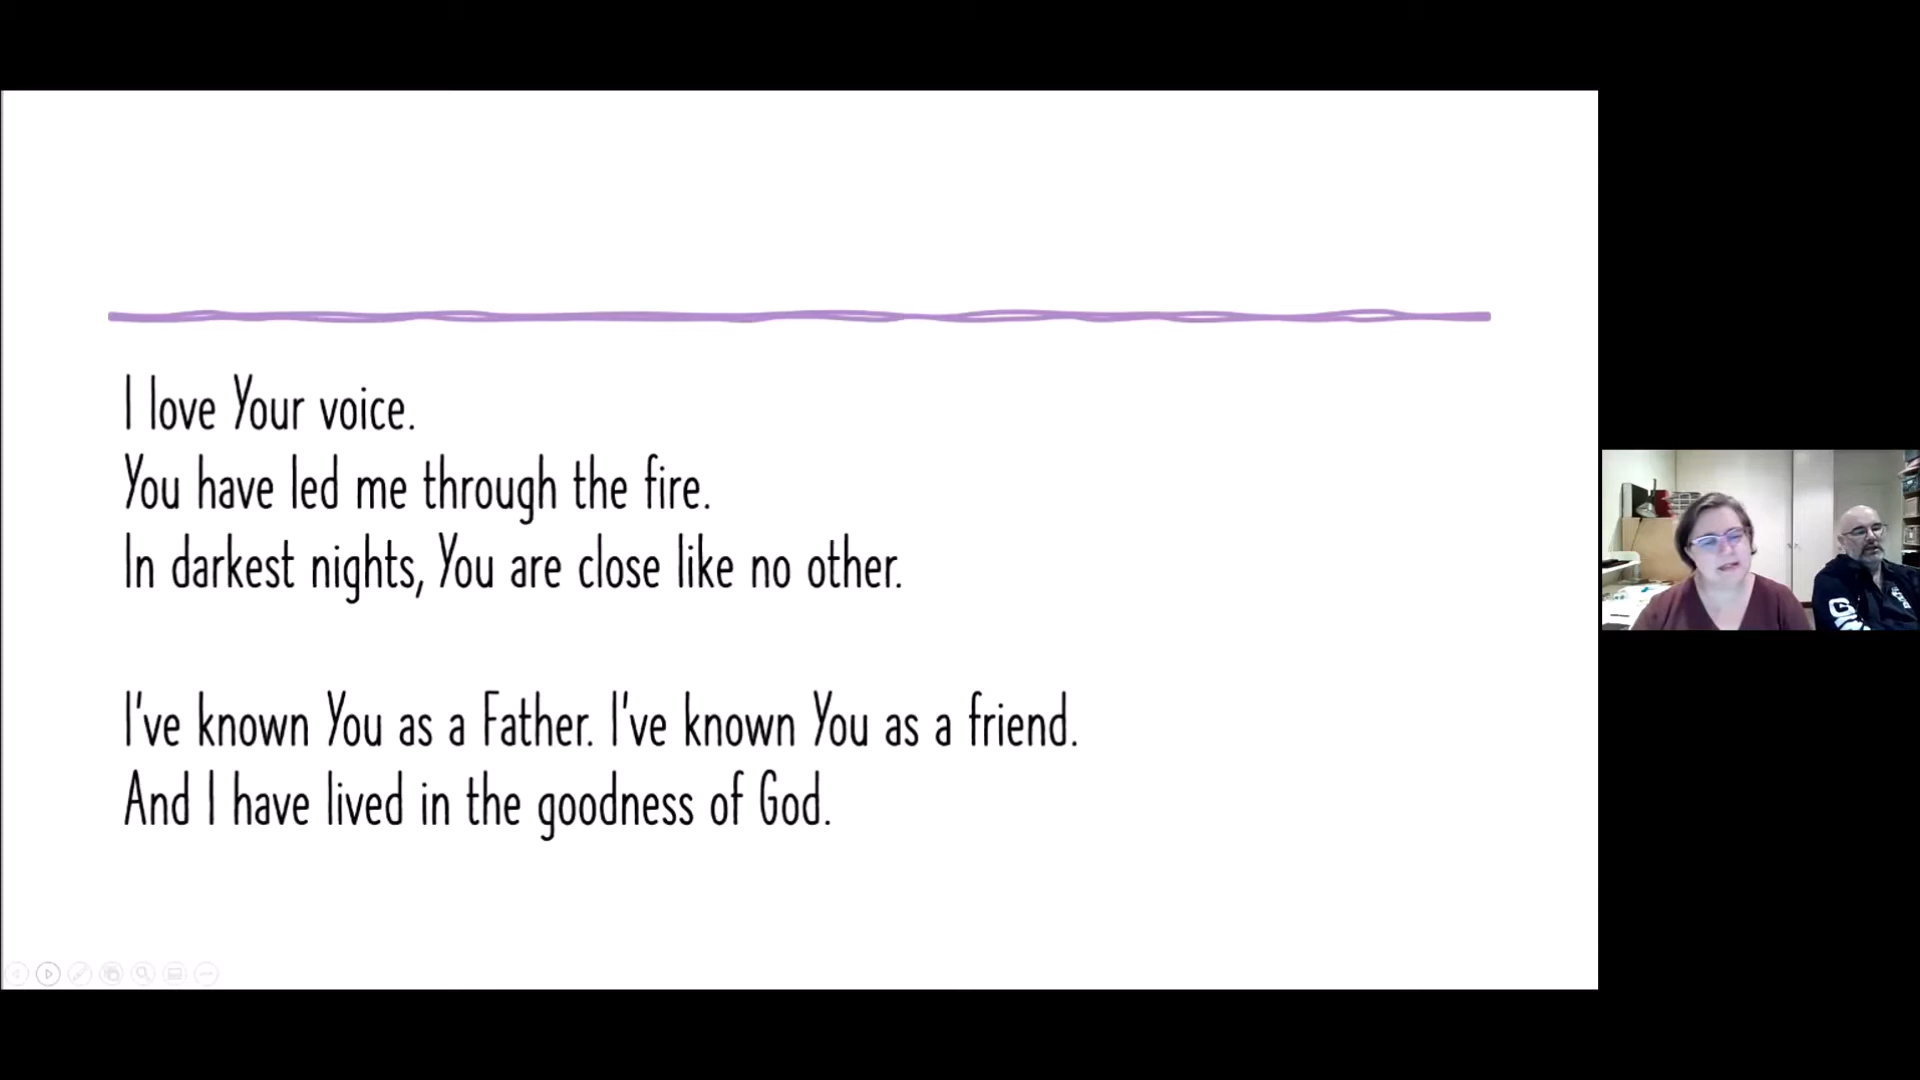 I love Your voice.
You have led me through the fire.
In darkest nights, You are close like no other.
I've known You as a Father. I've known You as a friend.
And I have lived in the goodness of God.